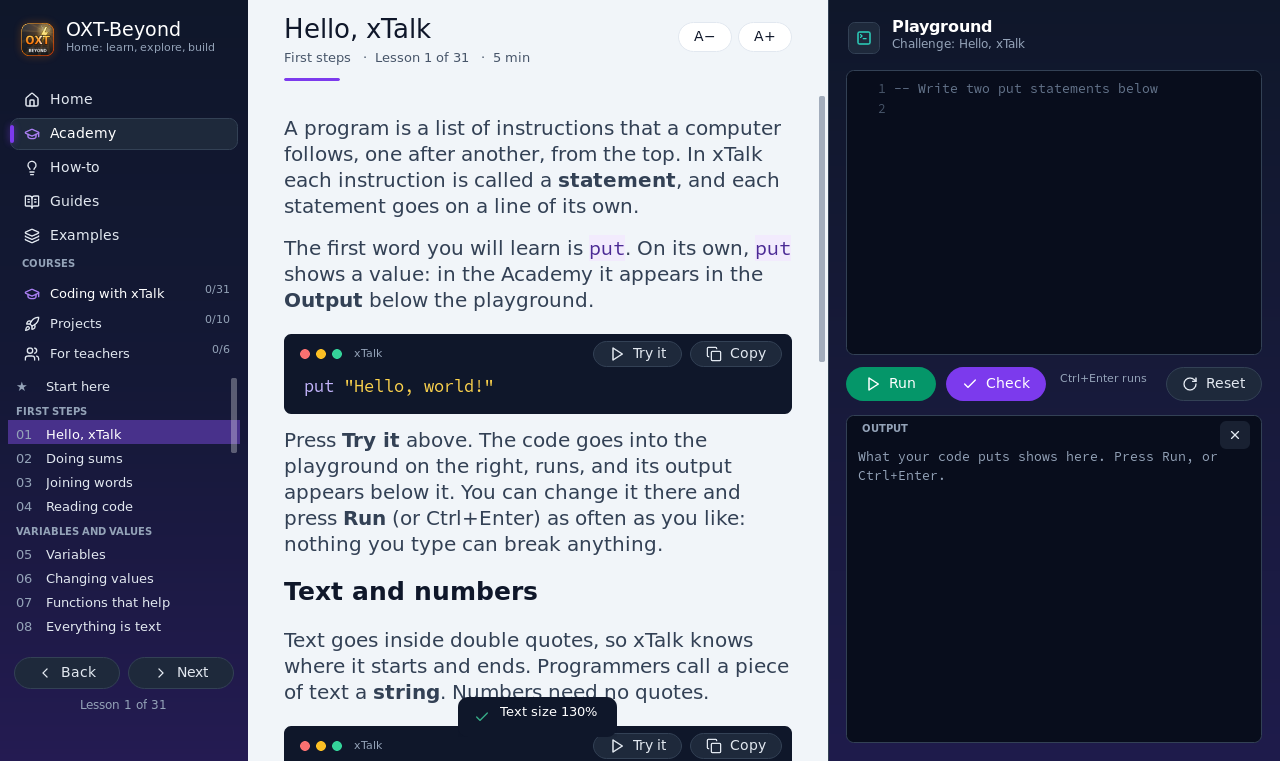 OXT-Beyond
Home: learn, explore, build
OXT
BEYOND
Home
Academy
How-to
Guides
Examples
COURSES
Coding with xTalk 0/31
Projects 0/10
For teachers 0/6
★ Start here
FIRST STEPS
01 Hello, xTalk
02 Doing sums
03 Joining words
04 Reading code
VARIABLES AND VALUES
05 Variables
06 Changing values
07 Functions that help
08 Everything is text
Back Next
Lesson 1 of 31
Hello, xTalk
First steps · Lesson 1 of 31 · 5 min
A− A+
A program is a list of instructions that a computer
follows, one after another, from the top. In xTalk
each instruction is called a statement, and each
statement goes on a line of its own.
The first word you will learn is put. On its own, put
shows a value: in the Academy it appears in the
Output below the playground.
xTalk Try it Copy
put "Hello, world!"
Press Try it above. The code goes into the
playground on the right, runs, and its output
appears below it. You can change it there and
press Run (or Ctrl+Enter) as often as you like:
nothing you type can break anything.
Text and numbers
Text goes inside double quotes, so xTalk knows
where it starts and ends. Programmers call a piece
of text a string. Numbers need no quotes.
Text size 130%
xTalk Try it Copy
Playground
Challenge: Hello, xTalk
1 -- Write two put statements below
2
Run Check Ctrl+Enter runs Reset
OUTPUT
What your code puts shows here. Press Run, or
Ctrl+Enter.